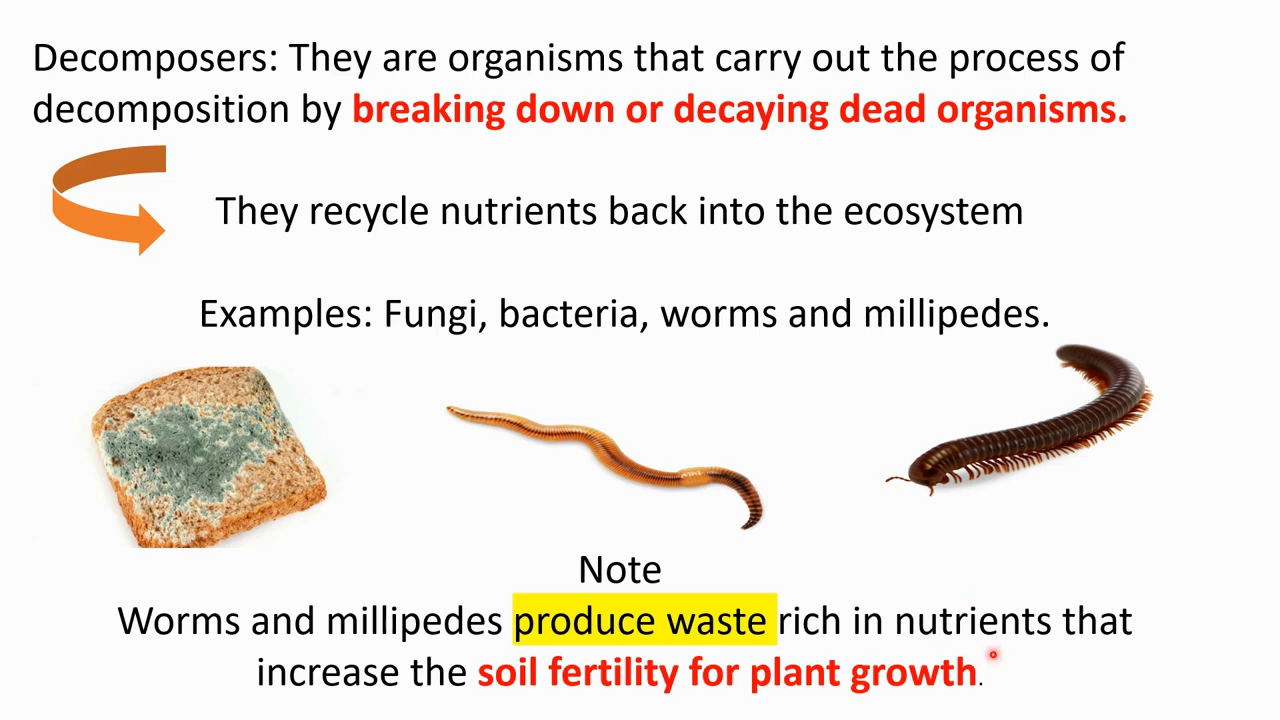 Decomposers: They are organisms that carry out the process of
decomposition by breaking down or decaying dead organisms.
They recycle nutrients back into the ecosystem
Examples: Fungi, bacteria, worms and millipedes.
Note
Worms and millipedes produce waste rich in nutrients that
increase the soil fertility for plant growth.